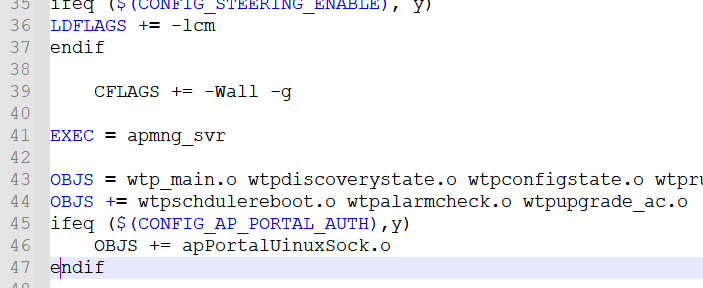 35 ifeq ($(CONFIG_STEERING_ENABLE), y)
36 LDFLAGS += -lcm
37 endif
38
39 CFLAGS += -Wall -g
40
41 EXEC = apmng_svr
42
43 OBJS = wtp_main.o wtpdiscoverystate.o wtpconfigstate.o wtpru
44 OBJS += wtpschdulereboot.o wtpalarmcheck.o wtpupgrade_ac.o
45 ifeq ($(CONFIG_AP_PORTAL_AUTH),y)
46 OBJS += apPortalUinuxSock.o
47 endif